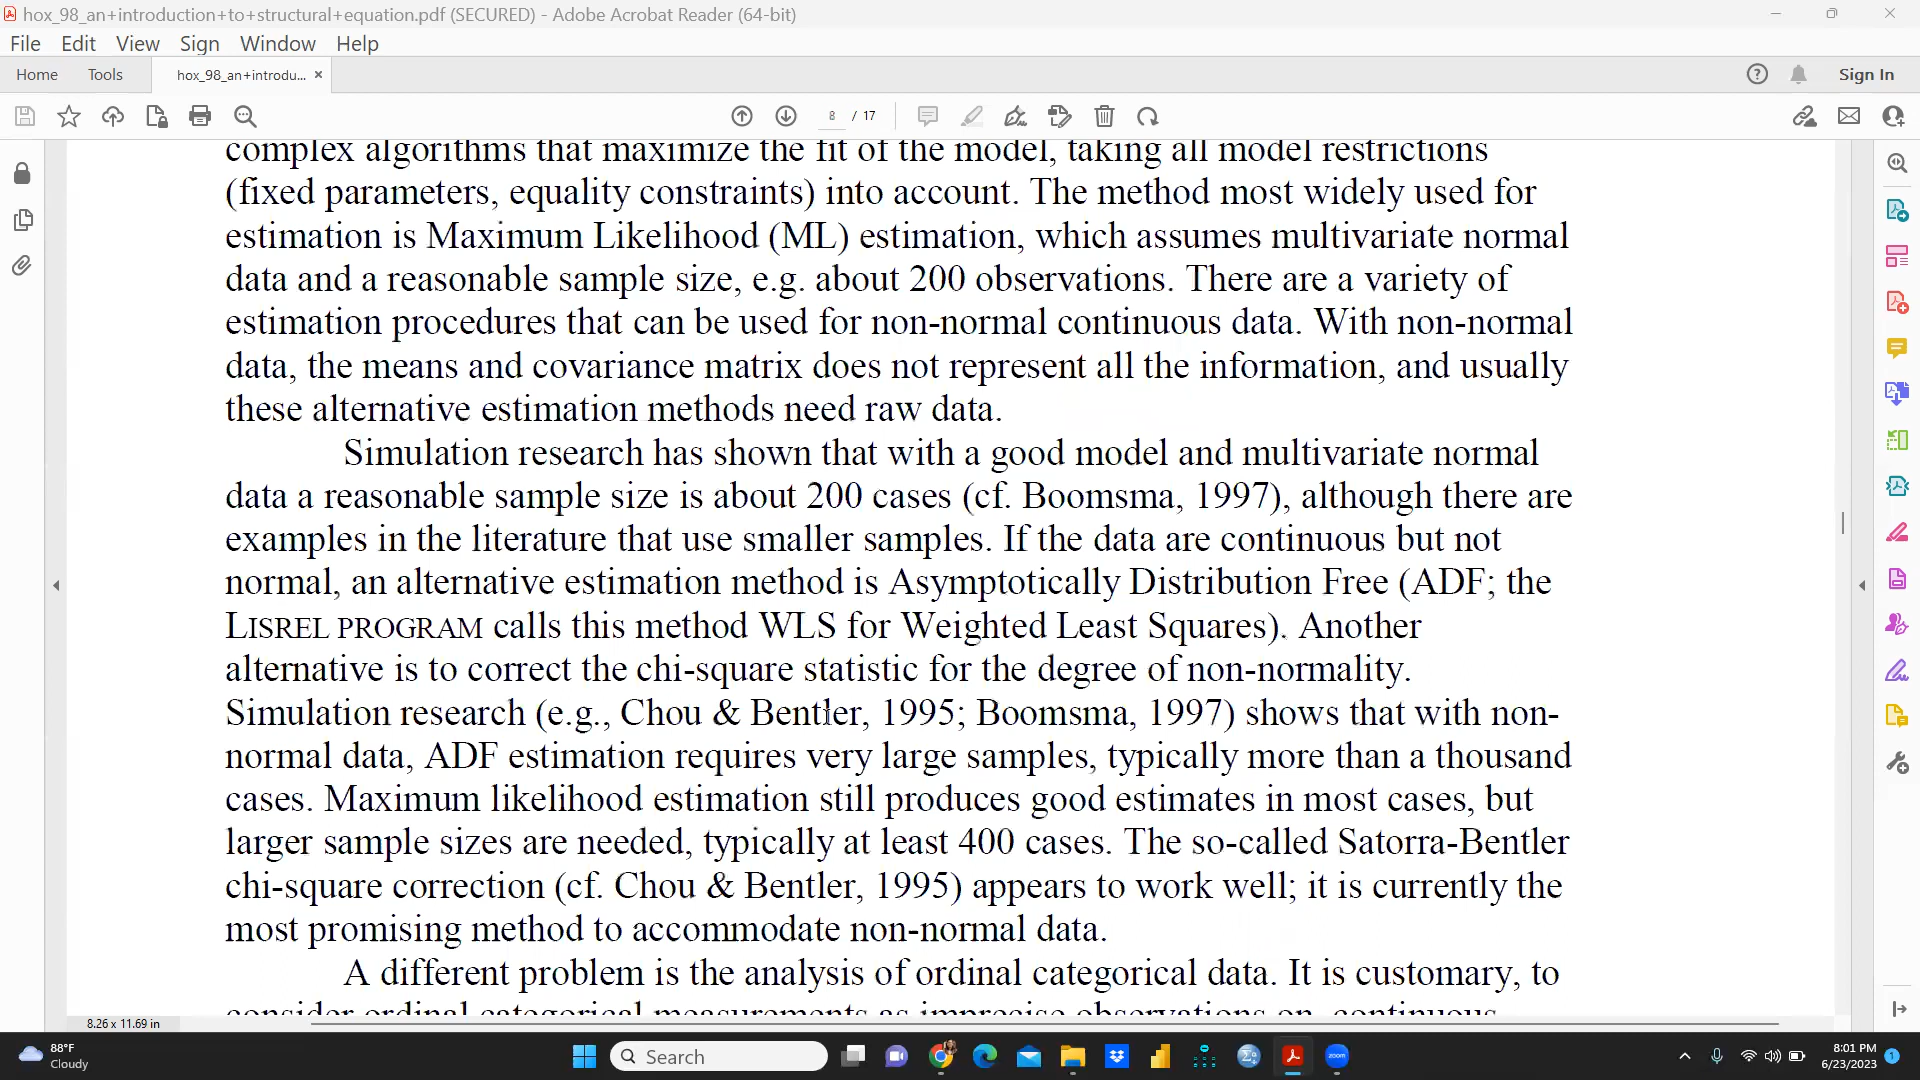 hox_98_an+introduction+to+structural+equation.pdf (SECURED) - Adobe Acrobat Reader (64-bit)
File Edit View Sign Window Help
Home Tools hox_98_an+introdu... × Sign In
8 / 17
complex algorithms that maximize the fit of the model, taking all model restrictions
(fixed parameters, equality constraints) into account. The method most widely used for
estimation is Maximum Likelihood (ML) estimation, which assumes multivariate normal
data and a reasonable sample size, e.g. about 200 observations. There are a variety of
estimation procedures that can be used for non-normal continuous data. With non-normal
data, the means and covariance matrix does not represent all the information, and usually
these alternative estimation methods need raw data.
Simulation research has shown that with a good model and multivariate normal
data a reasonable sample size is about 200 cases (cf. Boomsma, 1997), although there are
examples in the literature that use smaller samples. If the data are continuous but not
normal, an alternative estimation method is Asymptotically Distribution Free (ADF; the
LISREL PROGRAM calls this method WLS for Weighted Least Squares). Another
alternative is to correct the chi-square statistic for the degree of non-normality.
Simulation research (e.g., Chou & Bentler, 1995; Boomsma, 1997) shows that with non-
normal data, ADF estimation requires very large samples, typically more than a thousand
cases. Maximum likelihood estimation still produces good estimates in most cases, but
larger sample sizes are needed, typically at least 400 cases. The so-called Satorra-Bentler
chi-square correction (cf. Chou & Bentler, 1995) appears to work well; it is currently the
most promising method to accommodate non-normal data.
A different problem is the analysis of ordinal categorical data. It is customary, to
consider ordinal categorical measurements as imprecise observations on continuous
8.26 x 11.69 in
88°F
Cloudy
Search
zoom
8:01 PM
6/23/2023
1